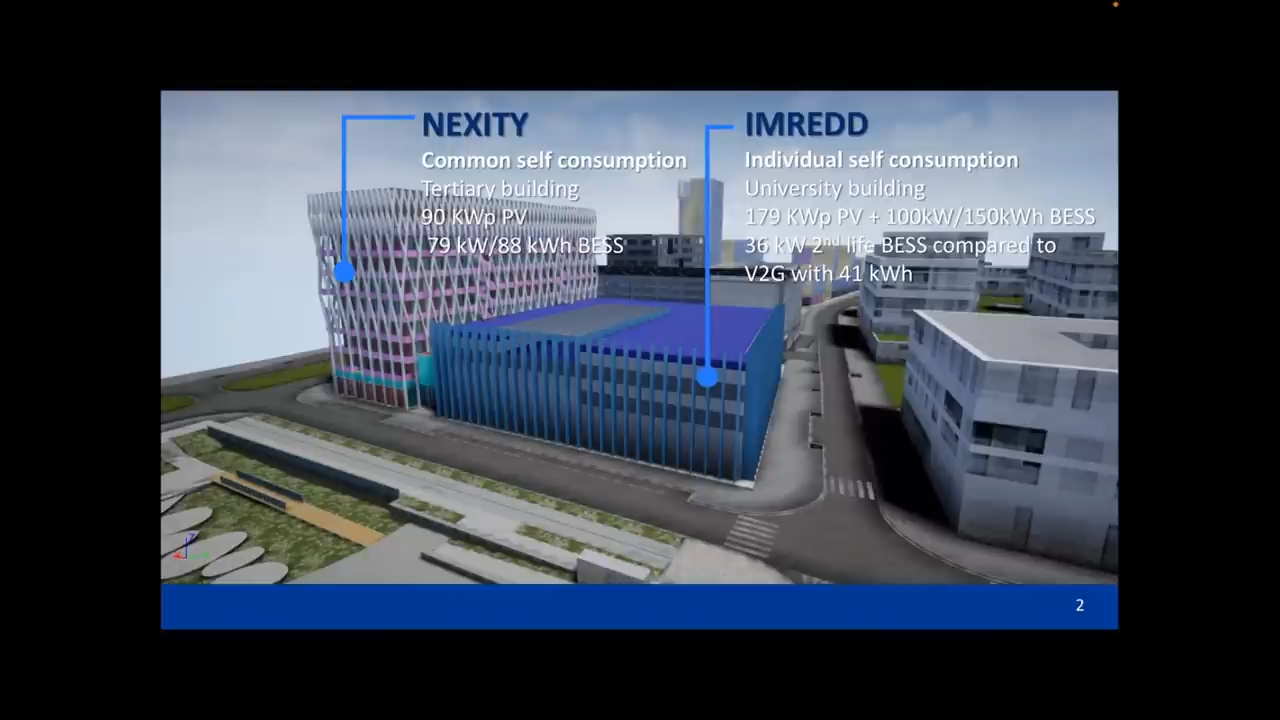 NEXITY
Common self consumption
Tertiary building
90 KWp PV
79 kW/88 kWh BESS
IMREDD
Individual self consumption
University building
179 KWp PV + 100kW/150kWh BESS
36 kW 2nd life BESS compared to
V2G with 41 kWh
2